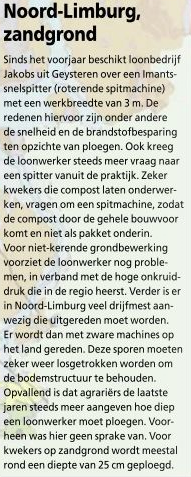 Noord-Limburg,
zandgrond
Sinds het voorjaar beschikt loonbedrijf
Jakobs uit Geysteren over een Imants-
snelspitter (roterende spitmachine)
met een werkbreedte van 3 m. De
redenen hiervoor zijn onder andere
de snelheid en de brandstofbesparing
ten opzichte van ploegen. Ook kreeg
de loonwerker steeds meer vraag naar
een spitter vanuit de praktijk. Zeker
kwekers die compost laten onderwer-
ken, vragen om een spitmachine, zodat
de compost door de gehele bouwvoor
komt en niet als pakket onderin.
Voor niet-kerende grondbewerking
voorziet de loonwerker nog proble-
men, in verband met de hoge onkruid-
druk die in de regio heerst. Verder is er
in Noord-Limburg veel drijfmest aan-
wezig die uitgereden moet worden.
Er wordt dan met zware machines op
het land gereden. Deze sporen moeten
zeker weer losgetrokken worden om
de bodemstructuur te behouden.
Opvallend is dat agrariërs de laatste
jaren steeds meer aangeven hoe diep
een loonwerker moet ploegen. Voor-
heen was hier geen sprake van. Voor
kwekers op zandgrond wordt meestal
rond een diepte van 25 cm geploegd.